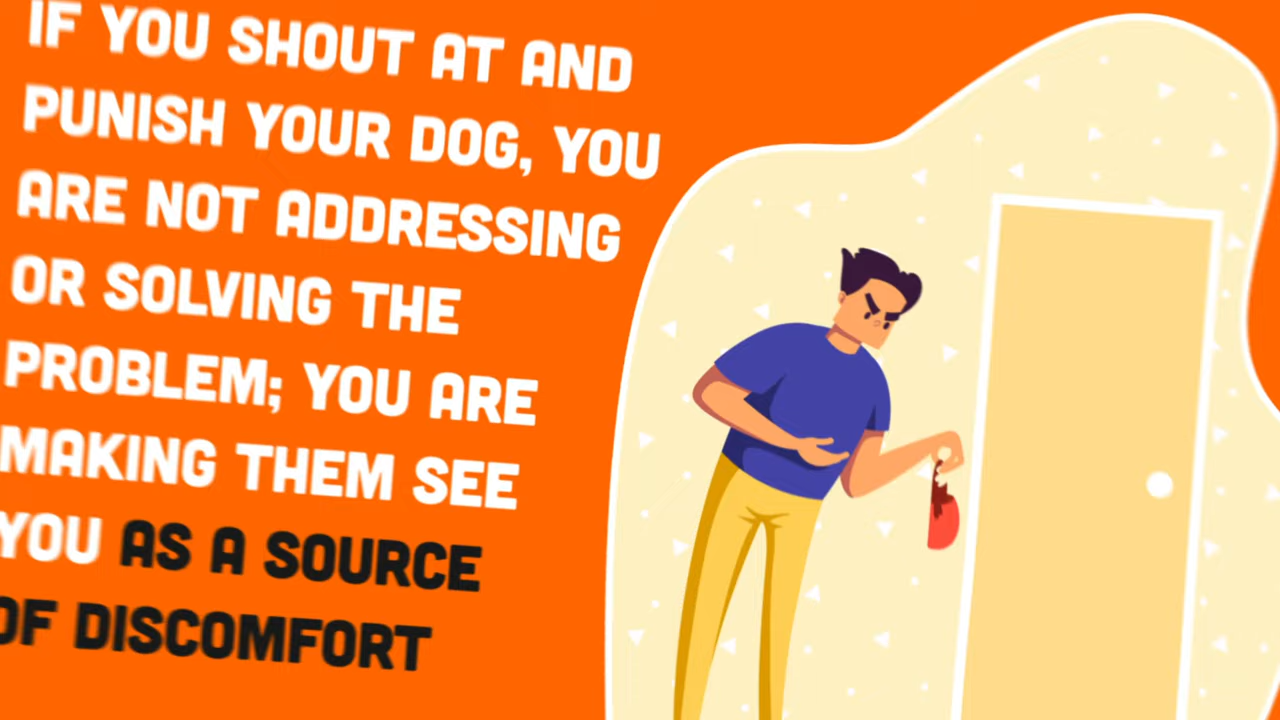 IF YOU SHOUT AT AND
PUNISH YOUR DOG, YOU
ARE NOT ADDRESSING
OR SOLVING THE
PROBLEM; YOU ARE
MAKING THEM SEE
YOU AS A SOURCE
OF DISCOMFORT